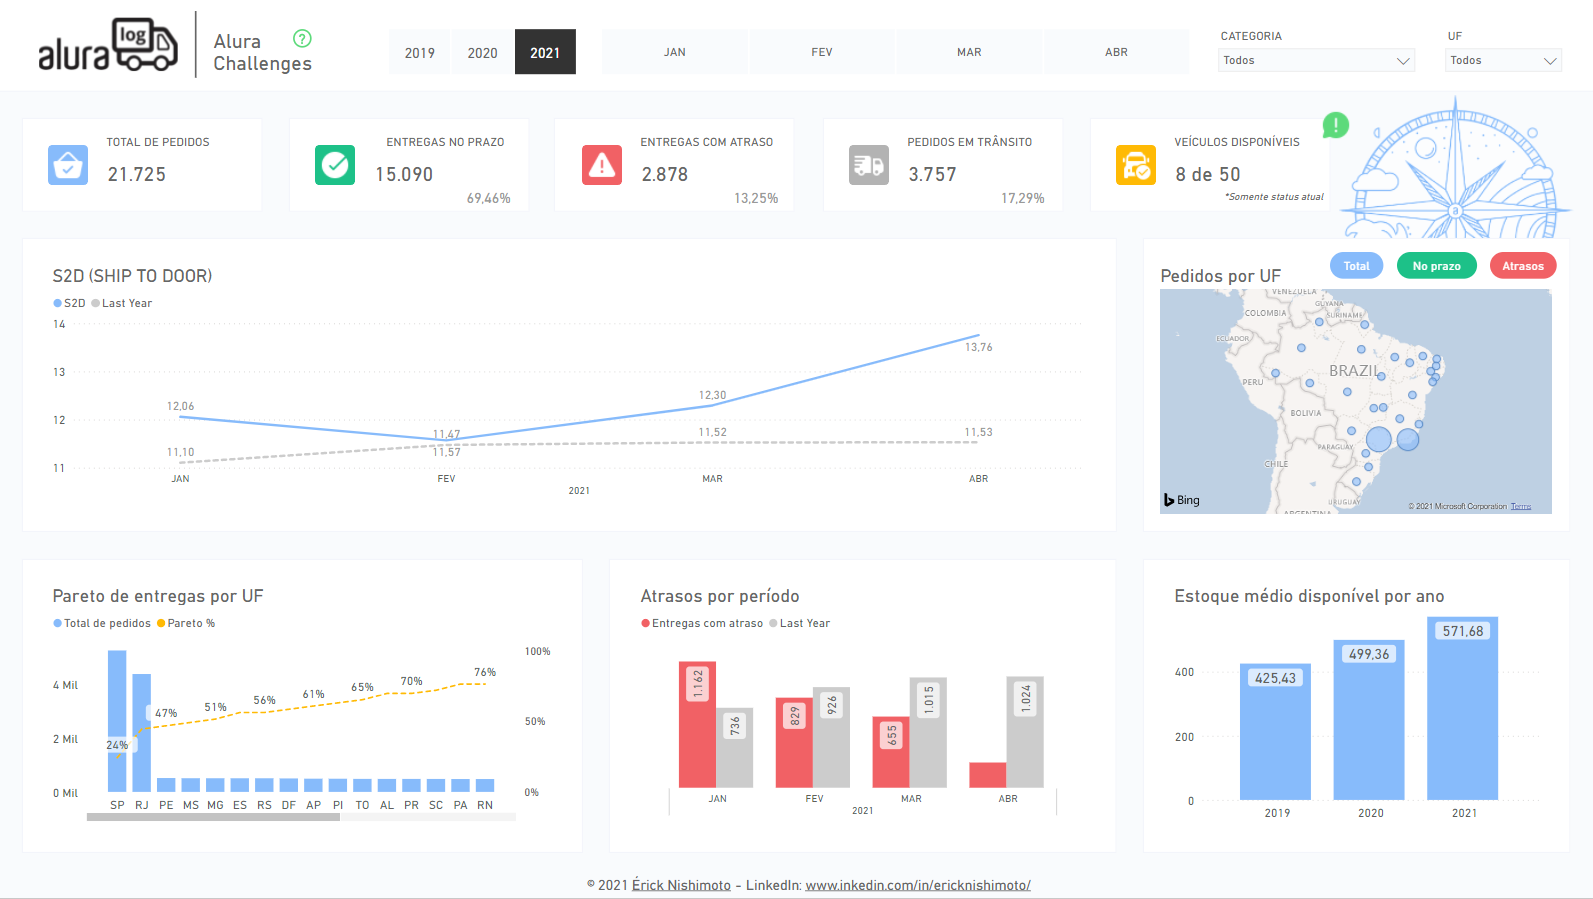 alura log
Alura
Challenges
?
2019 2020 2021
JAN FEV MAR ABR
CATEGORIA
Todos
UF
Todos
TOTAL DE PEDIDOS
21.725
ENTREGAS NO PRAZO
15.090
69,46%
ENTREGAS COM ATRASO
2.878
13,25%
PEDIDOS EM TRÂNSITO
3.757
17,29%
VEÍCULOS DISPONÍVEIS
8 de 50
*Somente status atual
!
a
S2D (SHIP TO DOOR)
S2D Last Year
14
13
12
11
12,06
11,10
11,47
11,57
12,30
11,52
13,76
11,53
JAN FEV MAR ABR
2021
Pedidos por UF
Total No prazo Atrasos
VENEZUELA
GUYANA
COLOMBIA
SURINAME
ECUADOR
BRAZIL
PERU
BOLIVIA
PARAGUAY
CHILE
URUGUAY
ARGENTINA
Bing
© 2021 Microsoft Corporation Terms
Pareto de entregas por UF
Total de pedidos Pareto %
4 Mil
2 Mil
0 Mil
100%
50%
0%
24% 47% 51% 56% 61% 65% 70% 76%
SP RJ PE MS MG ES RS DF AP PI TO AL PR SC PA RN
Atrasos por período
Entregas com atraso Last Year
1.162 736 829 926 655 1.015 1.024
JAN FEV MAR ABR
2021
Estoque médio disponível por ano
400
200
0
425,43 499,36 571,68
2019 2020 2021
© 2021 Érick Nishimoto - LinkedIn: www.inkedin.com/in/ericknishimoto/